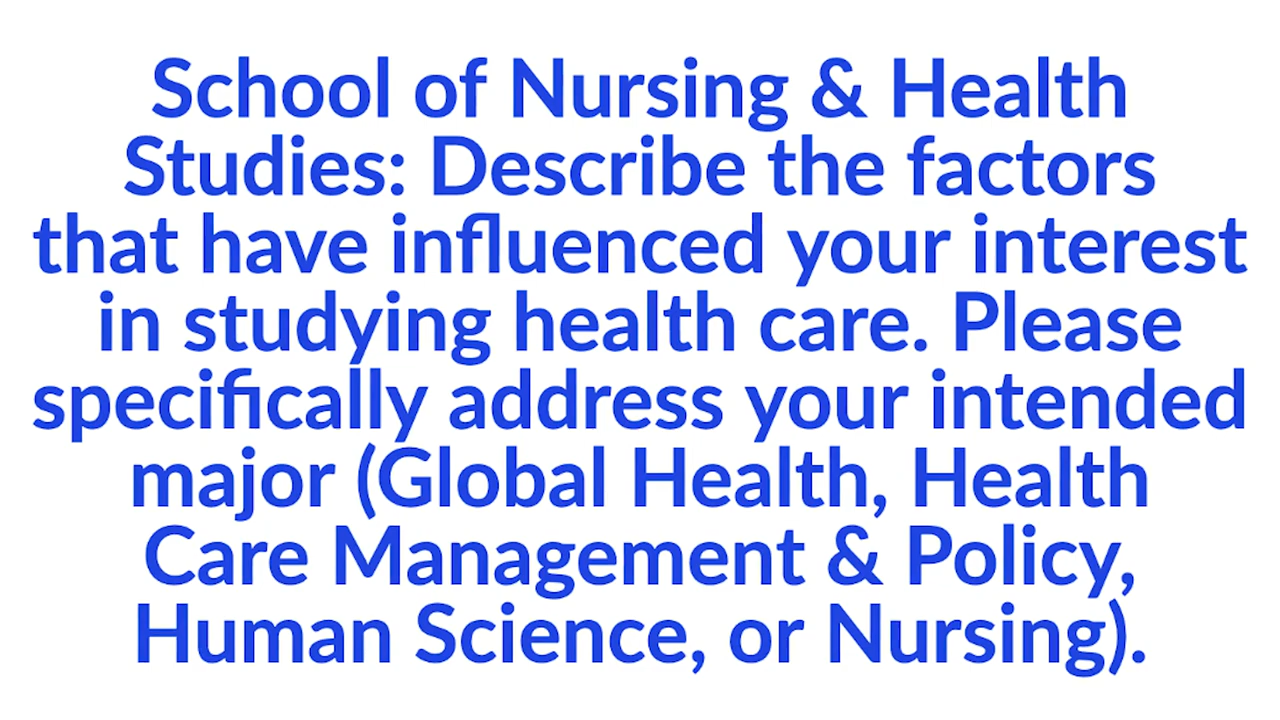 School of Nursing & Health
Studies: Describe the factors
that have influenced your interest
in studying health care. Please
specifically address your intended
major (Global Health, Health
Care Management & Policy,
Human Science, or Nursing).